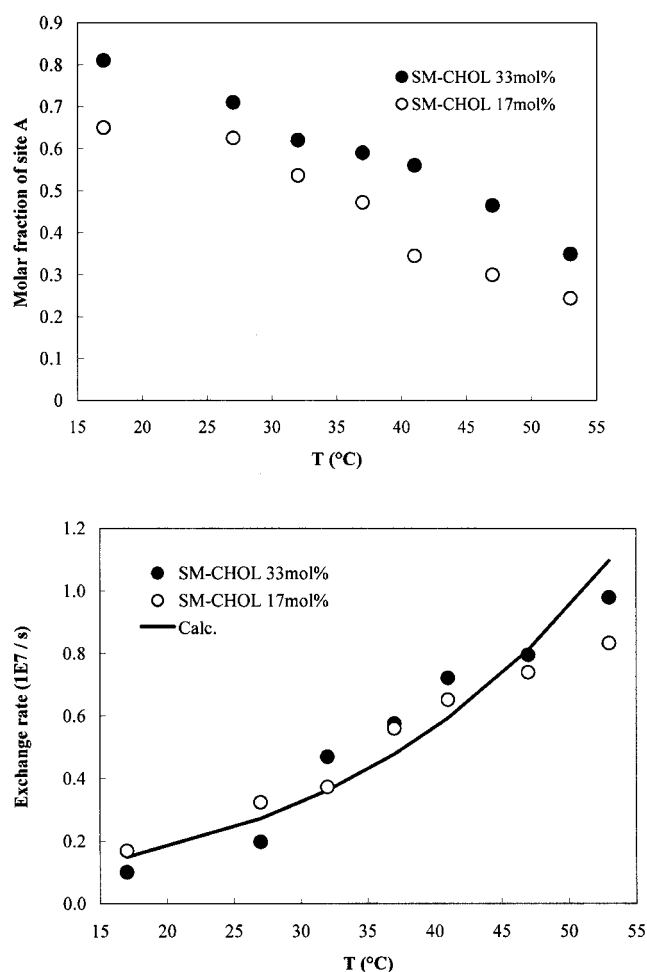 0.9
0.8
0.7
0.6
0.5
0.4
0.3
0.2
0.1
0
Molar fraction of site A
SM-CHOL 33mol%
SM-CHOL 17mol%
15 20 25 30 35 40 45 50 55
T (°C)
1.2
1.0
0.8
0.6
0.4
0.2
0.0
Exchange rate (1E7 / s)
SM-CHOL 33mol%
SM-CHOL 17mol%
Calc.
15 20 25 30 35 40 45 50 55
T (°C)